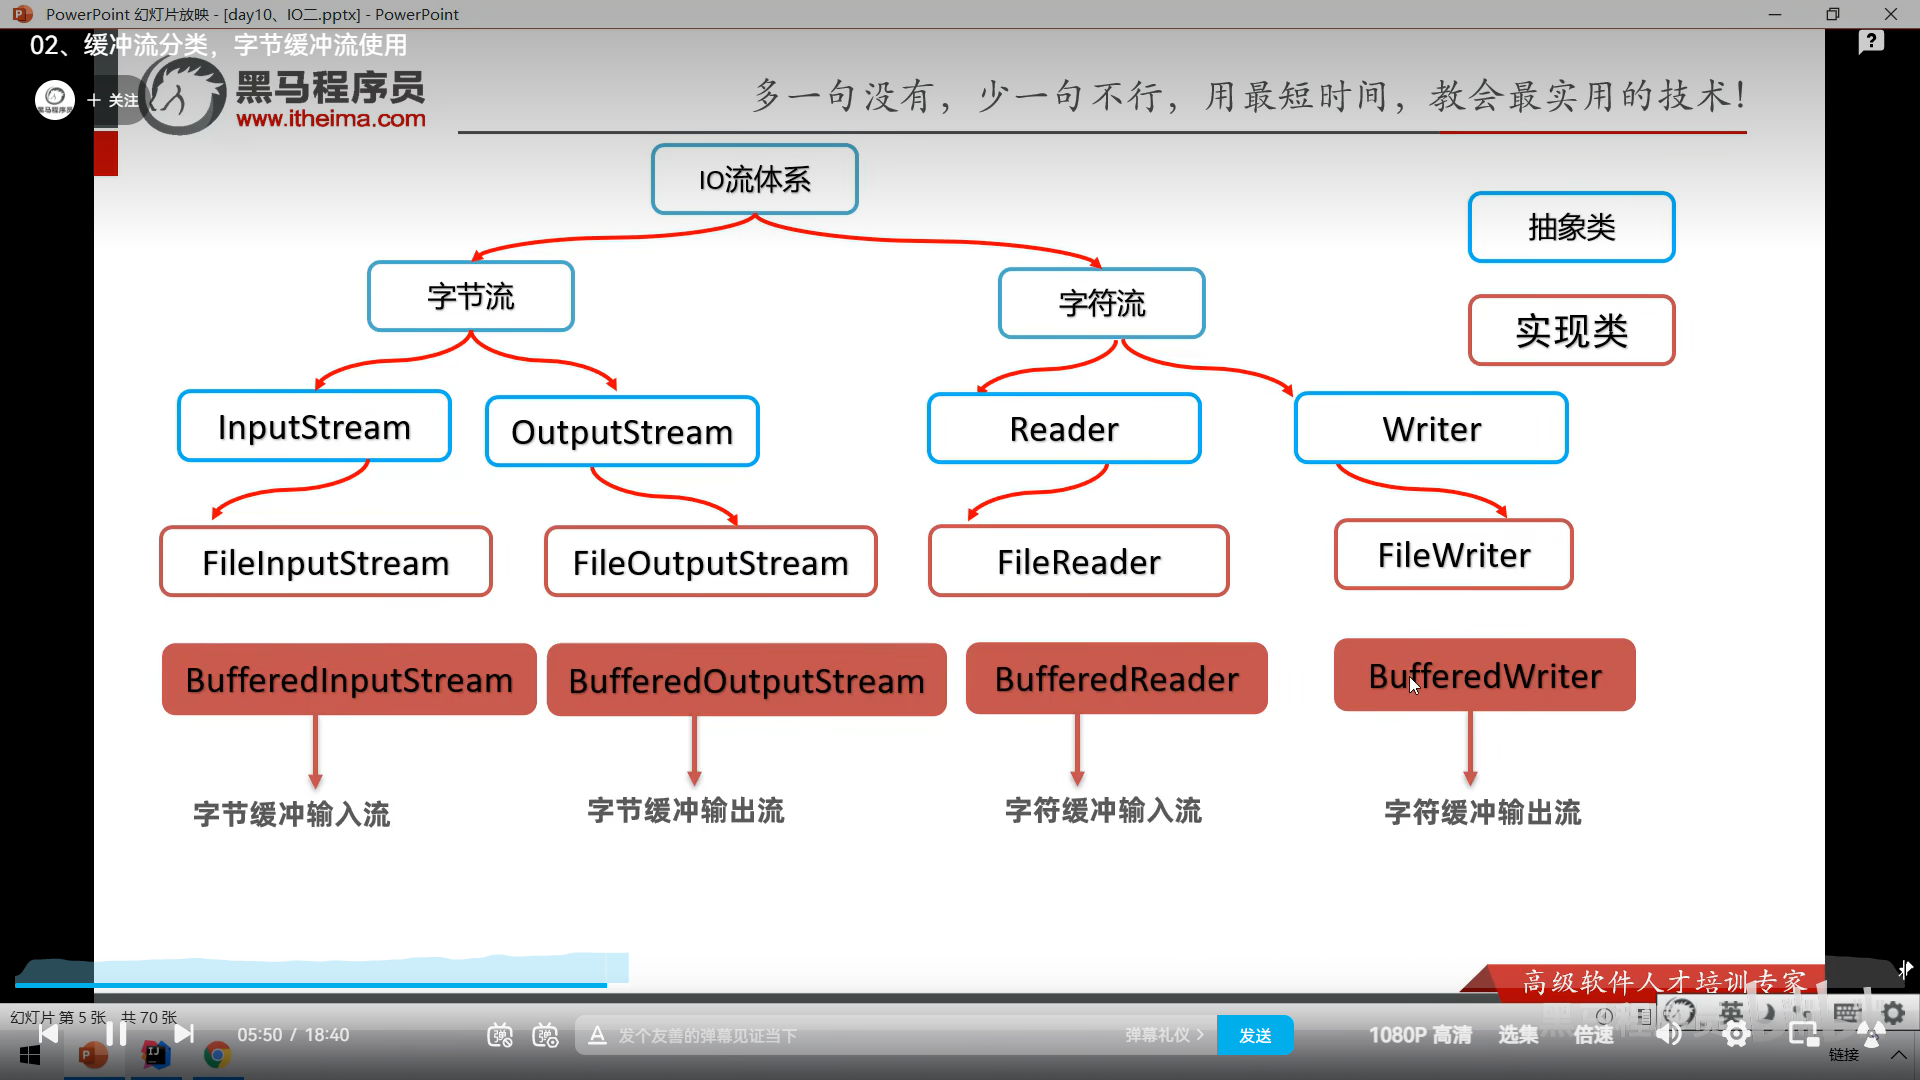 PowerPoint 幻灯片放映 - [day10、IO二.pptx] - PowerPoint
02、缓冲流分类，字节缓冲流使用
+ 关注
黑马程序员
www.itheima.com
多一句没有，少一句不行，用最短时间，教会最实用的技术！
IO流体系
抽象类
字节流
字符流
实现类
InputStream
OutputStream
Reader
Writer
FileInputStream
FileOutputStream
FileReader
FileWriter
BufferedInputStream
BufferedOutputStream
BufferedReader
BufferedWriter
字节缓冲输入流
字节缓冲输出流
字符缓冲输入流
字符缓冲输出流
高级软件人才培训专家
幻灯片 第 5 张，共 70 张
英
05:50 / 18:40
弹
弹
A 发个友善的弹幕见证当下
弹幕礼仪 >
发送
1080P 高清
选集
倍速
链接